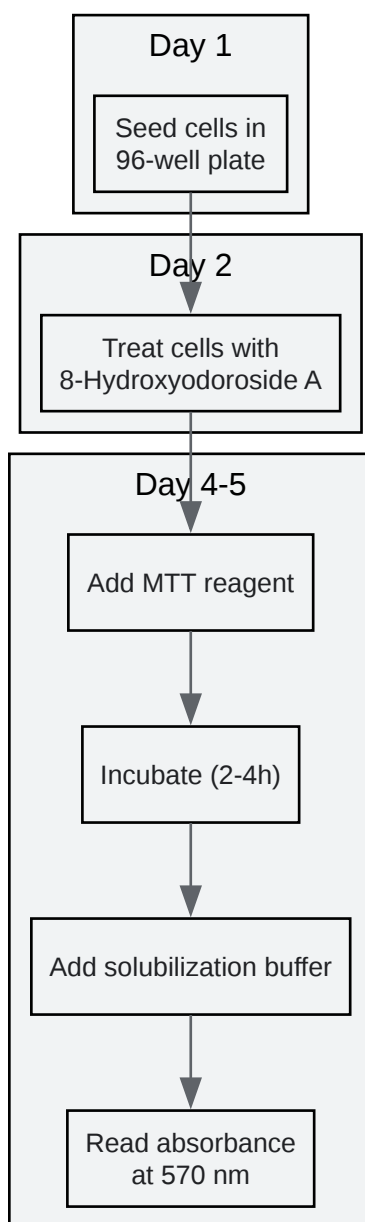 Day 1
Seed cells in
96-well plate
Day 2
Treat cells with
8-Hydroxyodoroside A
Day 4-5
Add MTT reagent
Incubate (2-4h)
Add solubilization buffer
Read absorbance
at 570 nm